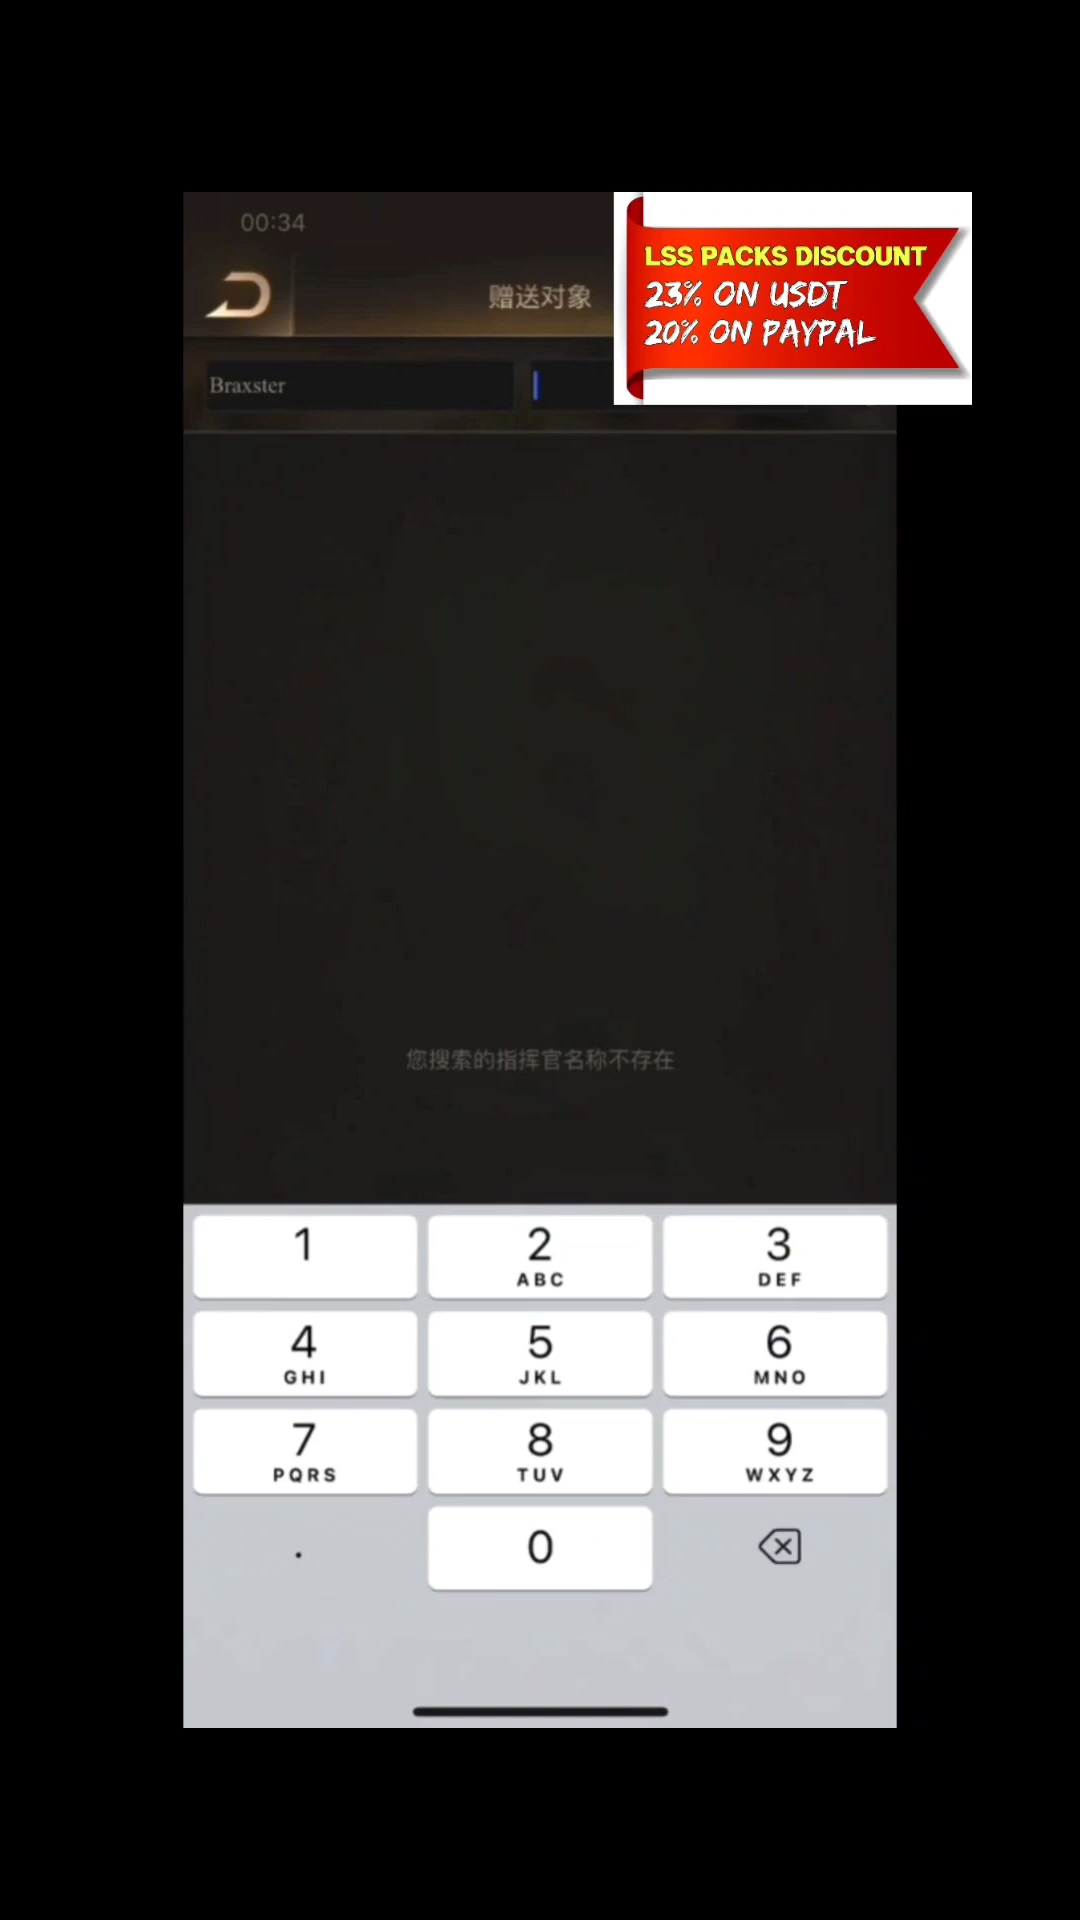 00:34
LSS PACKS DISCOUNT
23% ON USDT
20% ON PAYPAL
赠送对象
Braxster
您搜索的指挥官名称不存在
1
2
ABC
3
DEF
4
GHI
5
JKL
6
MNO
7
PQRS
8
TUV
9
WXYZ
.
0